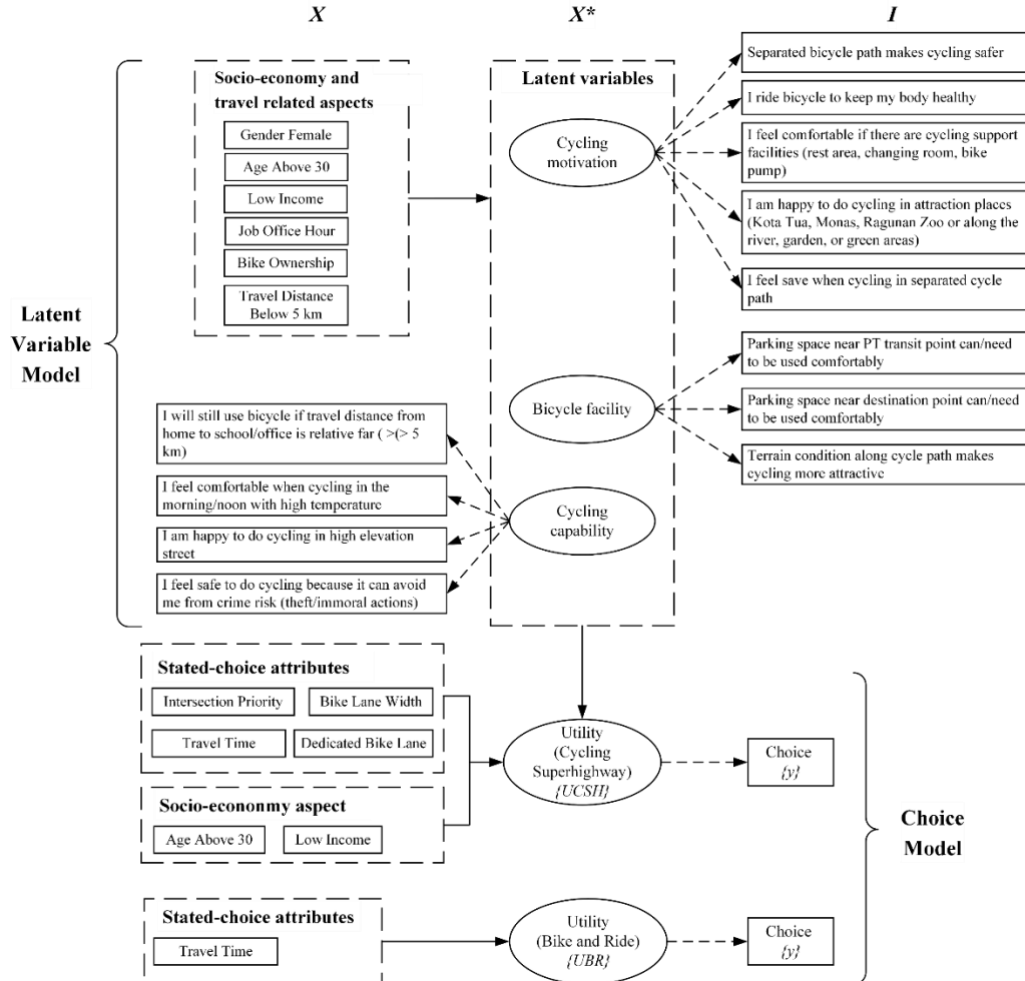 X
X*
I
Socio-economy and
travel related aspects
Gender Female
Age Above 30
Low Income
Job Office Hour
Bike Ownership
Travel Distance
Below 5 km
Latent variables
Cycling
motivation
Separated bicycle path makes cycling safer
I ride bicycle to keep my body healthy
I feel comfortable if there are cycling support
facilities (rest area, changing room, bike
pump)
I am happy to do cycling in attraction places
(Kota Tua, Monas, Ragunan Zoo or along the
river, garden, or green areas)
I feel save when cycling in separated cycle
path
Latent
Variable
Model
Bicycle facility
Parking space near PT transit point can/need
to be used comfortably
Parking space near destination point can/need
to be used comfortably
Terrain condition along cycle path makes
cycling more attractive
I will still use bicycle if travel distance from
home to school/office is relative far ( >(> 5
km)
I feel comfortable when cycling in the
morning/noon with high temperature
I am happy to do cycling in high elevation
street
I feel safe to do cycling because it can avoid
me from crime risk (theft/immoral actions)
Cycling
capability
Stated-choice attributes
Intersection Priority
Bike Lane Width
Travel Time
Dedicated Bike Lane
Socio-econonmy aspect
Age Above 30
Low Income
Utility
(Cycling
Superhighway)
{UCSH}
Choice
{y}
Choice
Model
Stated-choice attributes
Travel Time
Utility
(Bike and Ride)
{UBR}
Choice
{y}